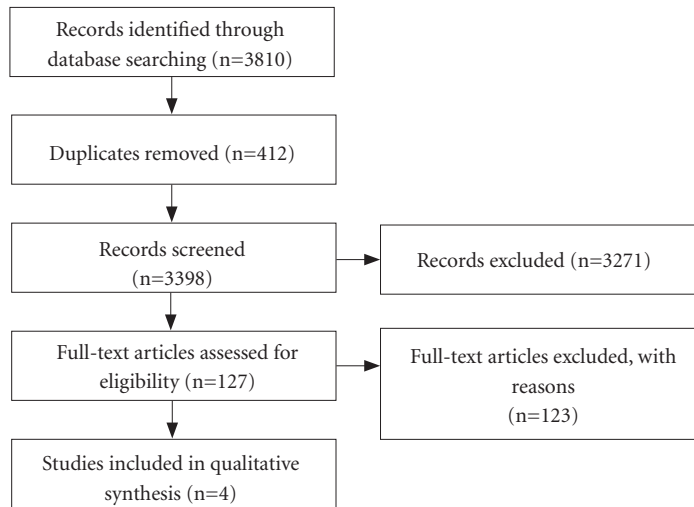 Records identified through
database searching (n=3810)
Duplicates removed (n=412)
Records screened
(n=3398)
Records excluded (n=3271)
Full-text articles assessed for
eligibility (n=127)
Full-text articles excluded, with
reasons
(n=123)
Studies included in qualitative
synthesis (n=4)